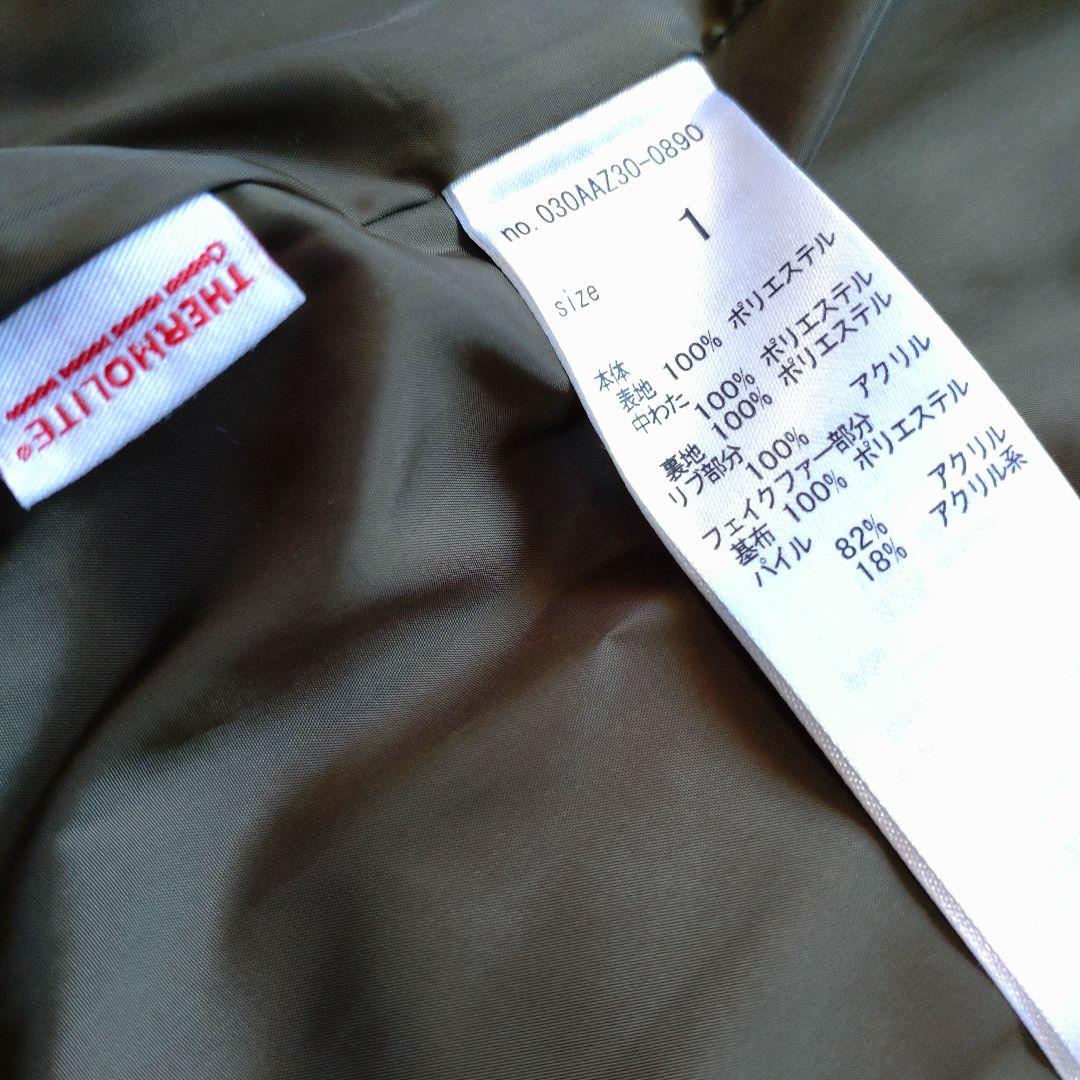 THERMOLITE®
no. 030AAZ30-0890
size 1
本体
表地 100% ポリエステル
中わた 100% ポリエステル
裏地 100% ポリエステル
リブ部分 100% アクリル
フェイクファー部分
基布 100% ポリエステル
パイル 82% アクリル
18% アクリル系